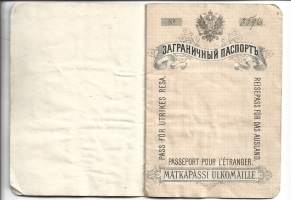 №
ЗАГРАНИЧНЫЙ ПАСПОРТЪ
PASS FÖR UTRIKES RESA.
REISEPASS FÜR DAS AUSLAND.
PASSEPORT POUR L'ÉTRANGER.
MATKAPASSI ULKOMAILLE